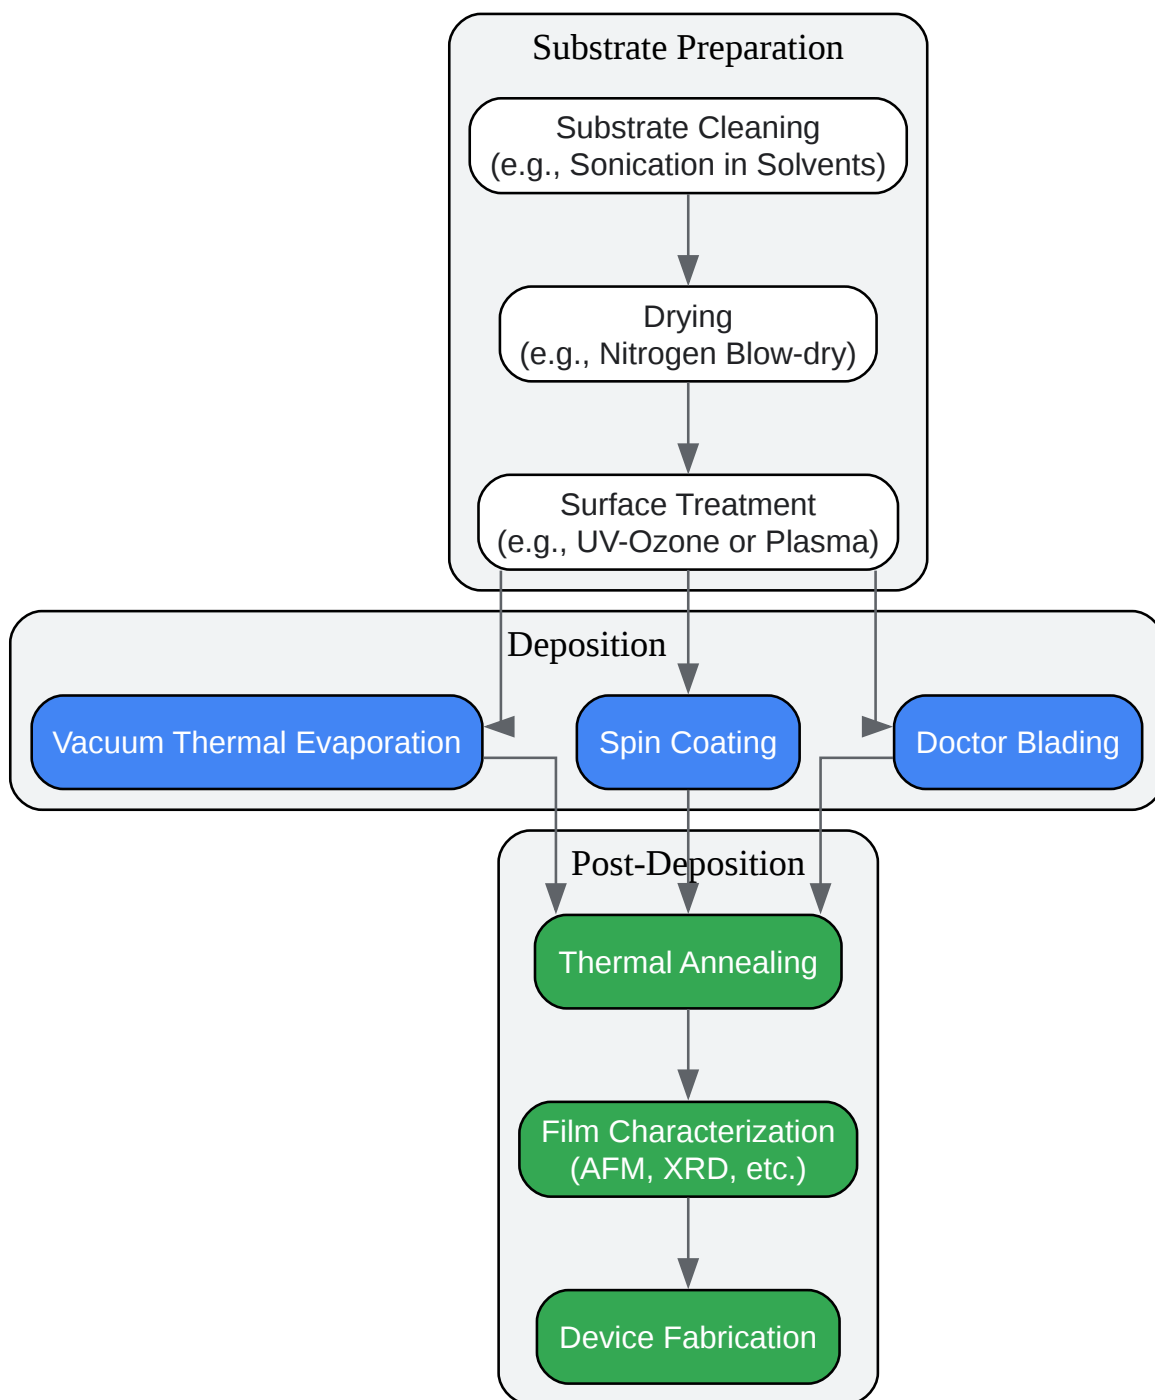 Substrate Preparation
Substrate Cleaning
(e.g., Sonication in Solvents)
Drying
(e.g., Nitrogen Blow-dry)
Surface Treatment
(e.g., UV-Ozone or Plasma)
Deposition
Vacuum Thermal Evaporation
Spin Coating
Doctor Blading
Post-Deposition
Thermal Annealing
Film Characterization
(AFM, XRD, etc.)
Device Fabrication